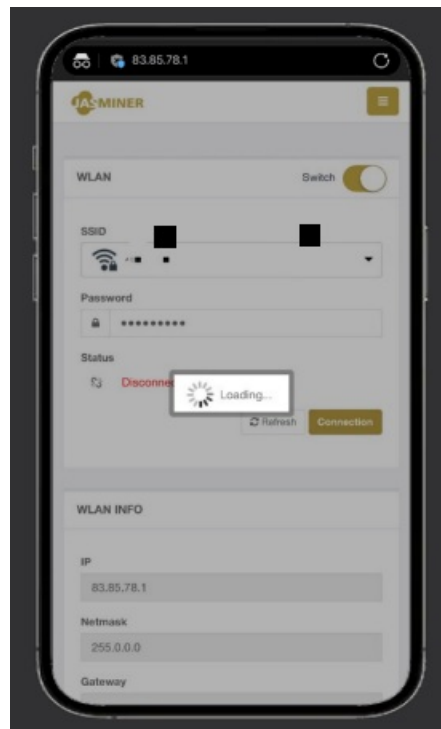 83.85.78.1
JASMINER
WLAN
Switch
SSID
Password
•••••••••
Status
Loading...
Refresh
Connection
WLAN INFO
IP
83.85.78.1
Netmask
255.0.0.0
Gateway